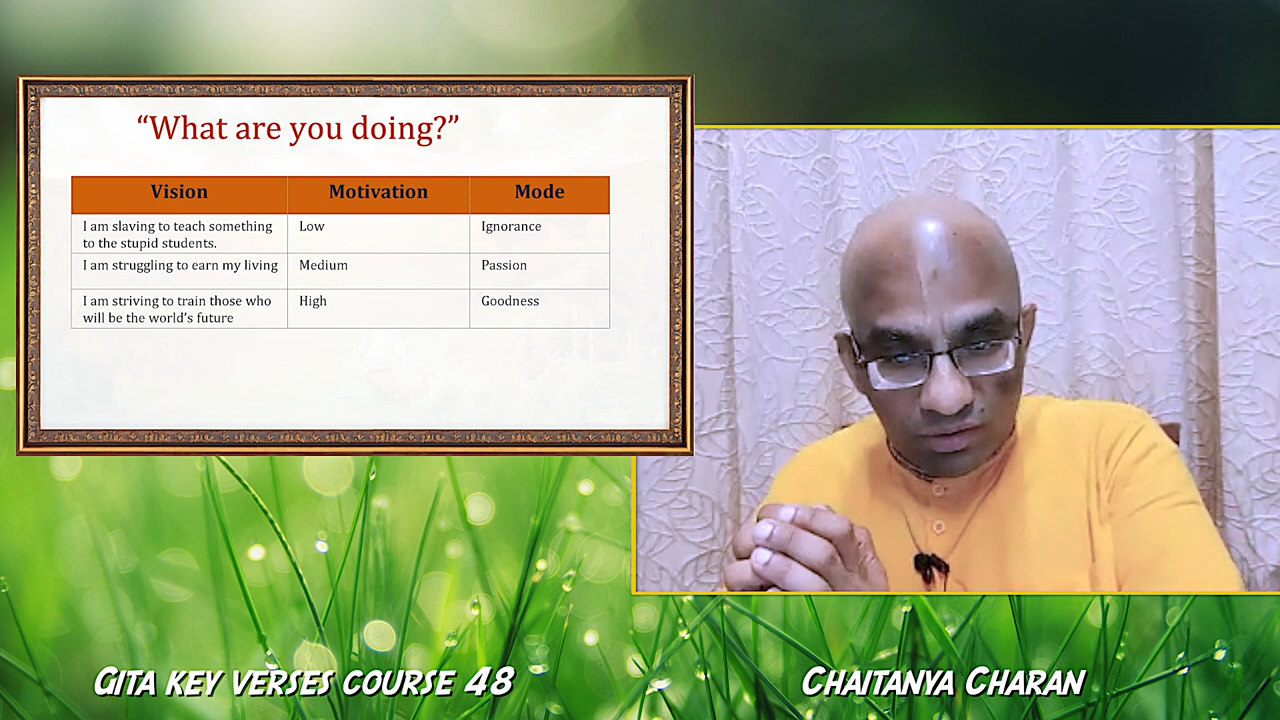 “What are you doing?”
Vision Motivation Mode
I am slaving to teach something Low Ignorance
to the stupid students.
I am struggling to earn my living Medium Passion
I am striving to train those who High Goodness
will be the world’s future
GITA KEY VERSES COURSE 48
CHAITANYA CHARAN